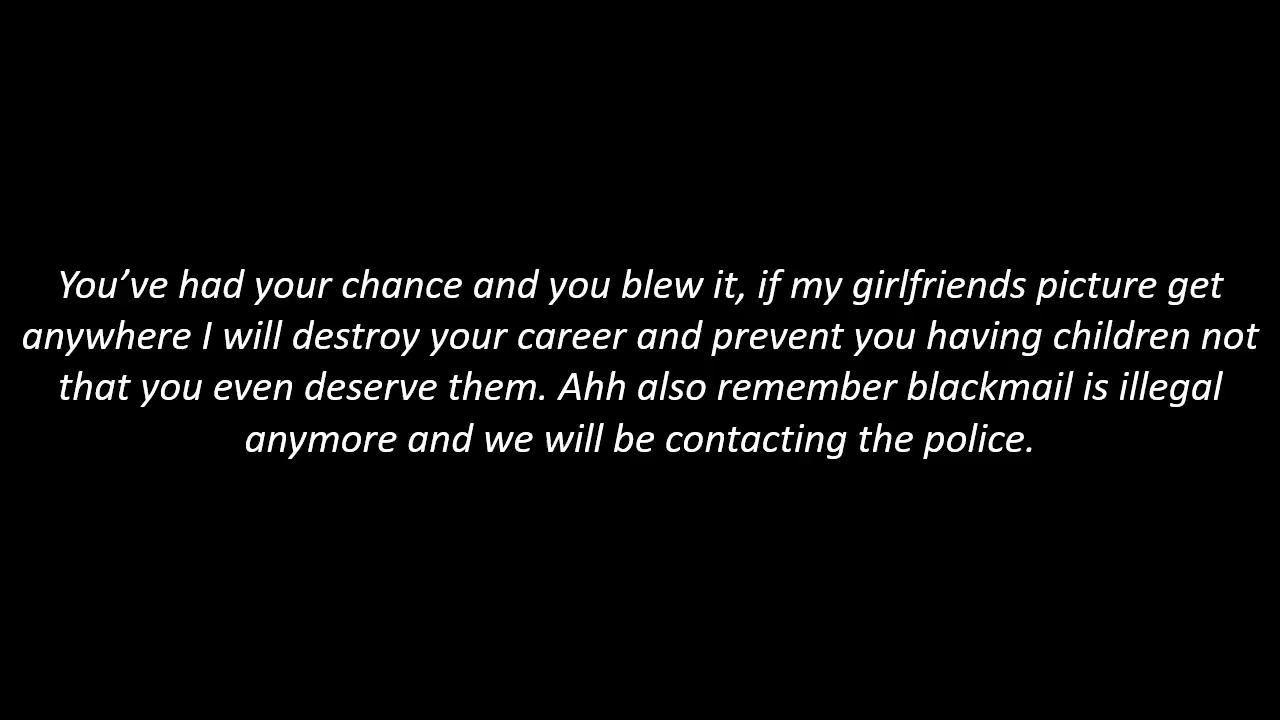 You’ve had your chance and you blew it, if my girlfriends picture get
anywhere I will destroy your career and prevent you having children not
that you even deserve them. Ahh also remember blackmail is illegal
anymore and we will be contacting the police.